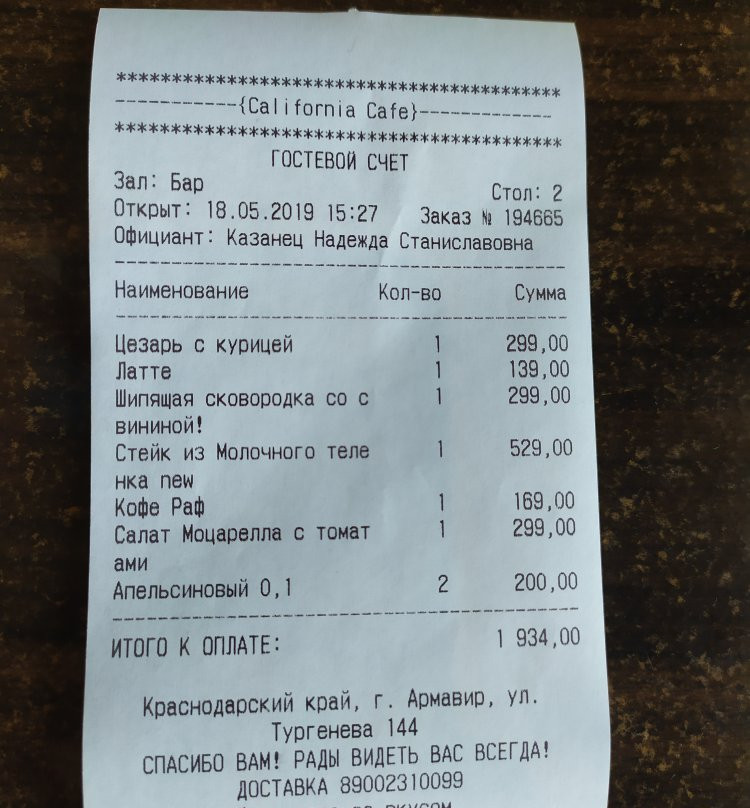 *****************************************
-----------{California Cafe}------------
*****************************************
ГОСТЕВОЙ СЧЕТ
Зал: Бар Стол: 2
Открыт: 18.05.2019 15:27 Заказ № 194665
Официант: Казанец Надежда Станиславовна
Наименование Кол-во Сумма
Цезарь с курицей 1 299,00
Латте 1 139,00
Шипящая сковородка со с 1 299,00
вининой!
Стейк из Молочного теле 1 529,00
нка new
Кофе Раф 1 169,00
Салат Моцарелла с томат 1 299,00
ами
Апельсиновый 0,1 2 200,00
ИТОГО К ОПЛАТЕ: 1 934,00
Краснодарский край, г. Армавир, ул.
Тургенева 144
СПАСИБО ВАМ! РАДЫ ВИДЕТЬ ВАС ВСЕГДА!
ДОСТАВКА 89002310099